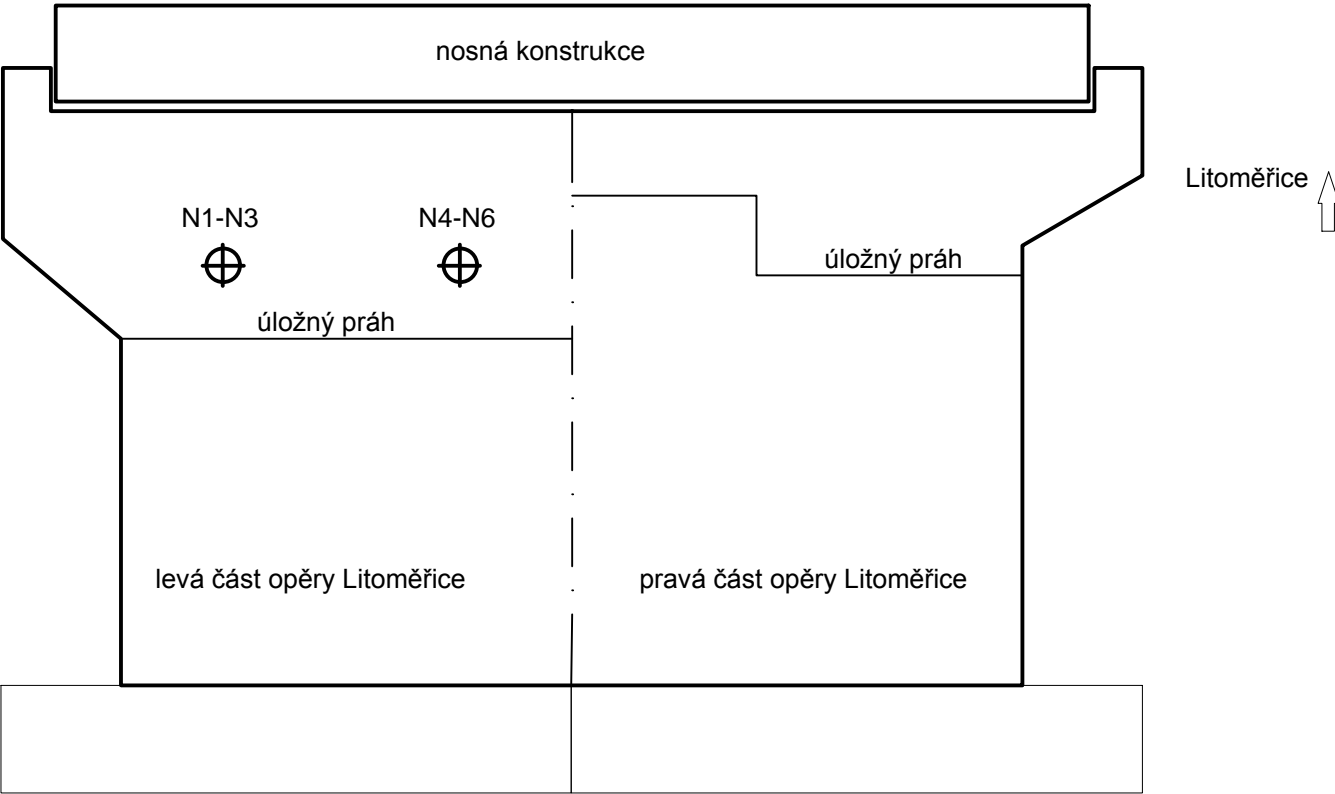 nosná konstrukce
Litoměřice
N1-N3
N4-N6
úložný práh
úložný práh
levá část opěry Litoměřice
pravá část opěry Litoměřice